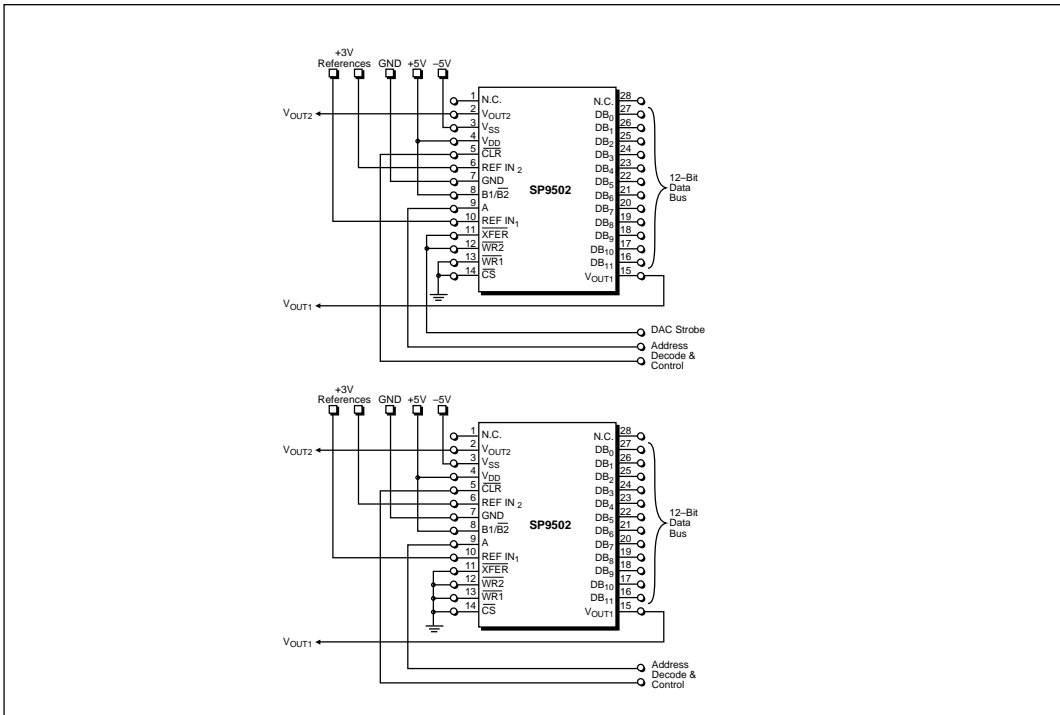 +3V
References GND +5V –5V
1 N.C. N.C. 28
VOUT2 2 VOUT2 DB0 27
3 VSS DB1 26
4 VDD DB2 25
5 CLR DB3 24
6 REF IN2 DB4 23
7 GND DB5 22
8 B1/B2 SP9502 DB6 21
9 A DB7 20
10 REF IN1 DB8 19
11 XFER DB9 18
12 WR2 DB10 17
13 WR1 DB11 16
14 CS VOUT1 15
12–Bit
Data
Bus
VOUT1
DAC Strobe
Address
Decode &
Control
+3V
References GND +5V –5V
1 N.C. N.C. 28
VOUT2 2 VOUT2 DB0 27
3 VSS DB1 26
4 VDD DB2 25
5 CLR DB3 24
6 REF IN2 DB4 23
7 GND DB5 22
8 B1/B2 SP9502 DB6 21
9 A DB7 20
10 REF IN1 DB8 19
11 XFER DB9 18
12 WR2 DB10 17
13 WR1 DB11 16
14 CS VOUT1 15
12–Bit
Data
Bus
VOUT1
Address
Decode &
Control